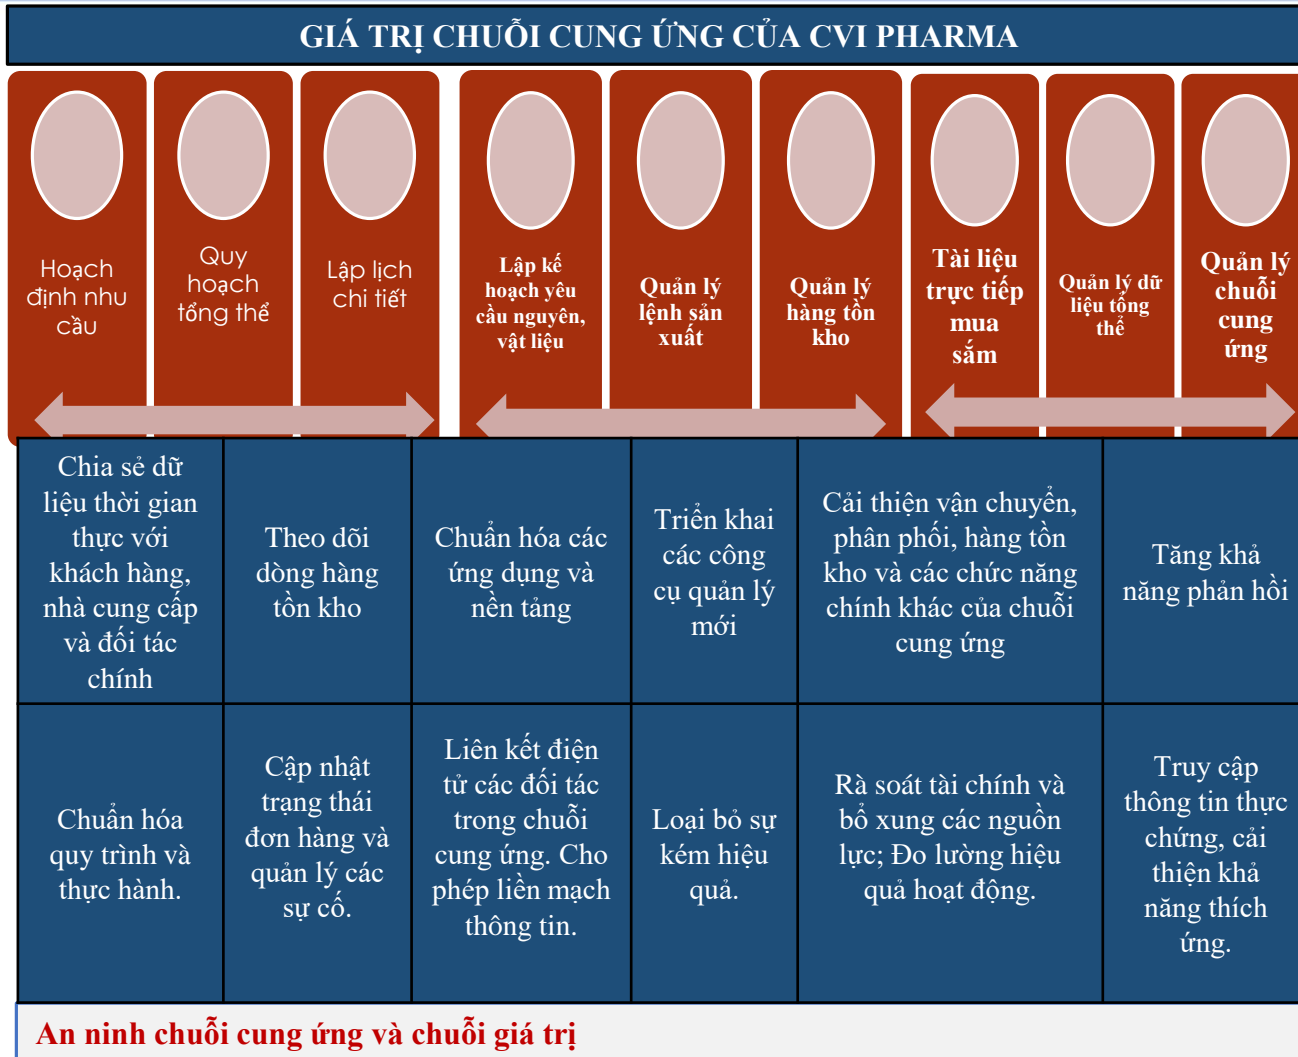 GIÁ TRỊ CHUỖI CUNG ỨNG CỦA CVI PHARMA
Hoạch
định nhu
cầu
Quy
hoạch
tổng thể
Lập lịch
chi tiết
Lập kế
hoạch yêu
cầu nguyên,
vật liệu
Quản lý
lệnh sản
xuất
Quản lý
hàng tồn
kho
Tài liệu
trực tiếp
mua
sắm
Quản lý dữ
liệu tổng
thể
Quản lý
chuỗi
cung
ứng
Chia sẻ dữ
liệu thời gian
thực với
khách hàng,
nhà cung cấp
và đối tác
chính
Theo dõi
dòng hàng
tồn kho
Chuẩn hóa các
ứng dụng và
nền tảng
Triển khai
các công
cụ quản lý
mới
Cải thiện vận chuyển,
phân phối, hàng tồn
kho và các chức năng
chính khác của chuỗi
cung ứng
Tăng khả
năng phản hồi
Chuẩn hóa
quy trình và
thực hành.
Cập nhật
trạng thái
đơn hàng và
quản lý các
sự cố.
Liên kết điện
tử các đối tác
trong chuỗi
cung ứng. Cho
phép liền mạch
thông tin.
Loại bỏ sự
kém hiệu
quả.
Rà soát tài chính và
bổ xung các nguồn
lực; Đo lường hiệu
quả hoạt động.
Truy cập
thông tin thực
chứng, cải
thiện khả
năng thích
ứng.
An ninh chuỗi cung ứng và chuỗi giá trị